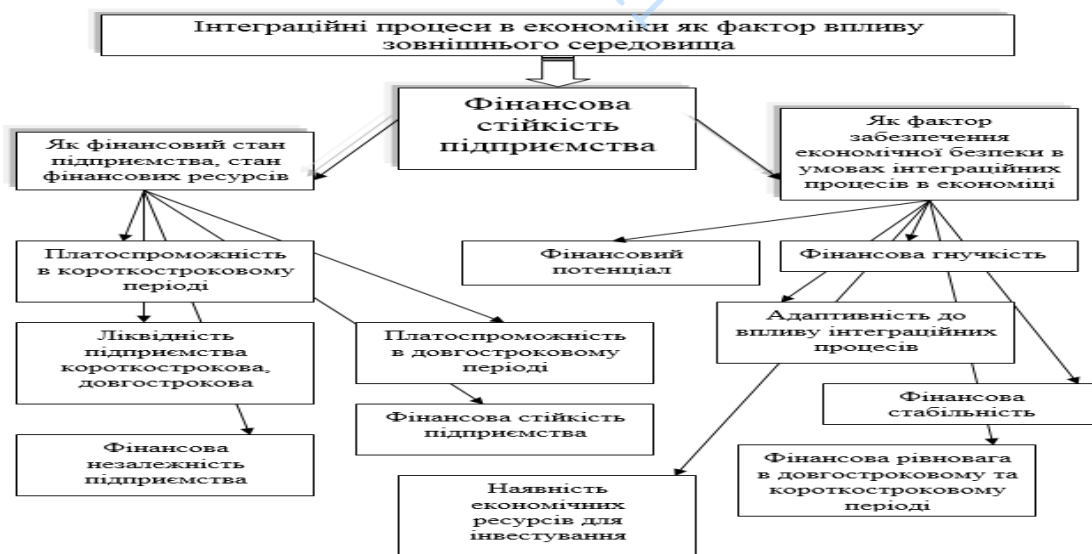 Інтеграційні процеси в економіки як фактор впливу
зовнішнього середовища
Фінансова
стійкість
підприємства
Як фінансовий стан
підприємства, стан
фінансових ресурсів
Як фактор
забезпечення
економічної безпеки в
умовах інтеграційних
процесів в економіці
Платоспроможність
в короткостроковому
періоді
Фінансовий
потенціал
Фінансова гнучкість
Ліквідність
підприємства
короткострокова,
довгострокова
Платоспроможність
в довгостроковому
періоді
Адаптивність до
впливу інтеграційних
процесів
Фінансова
стабільність
Фінансова стійкість
підприємства
Фінансова
незалежність
підприємства
Фінансова рівновага
в довгостроковому та
короткостроковому
періоді
Наявність
економічних
ресурсів для
інвестування